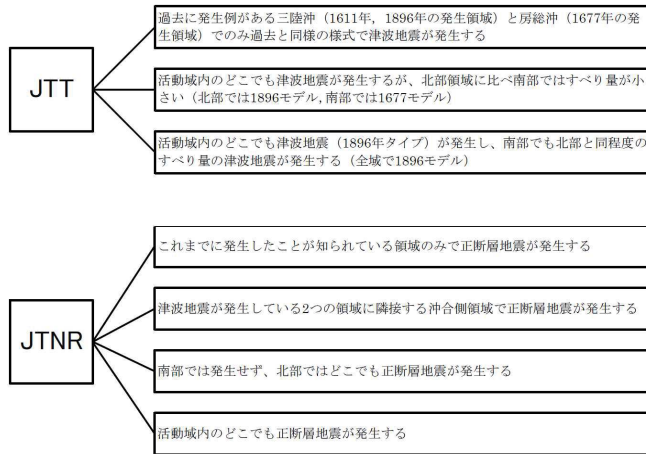 JTT
過去に発生例がある三陸沖（1611年，1896年の発生領域）と房総沖（1677年の発
生領域）でのみ過去と同様の様式で津波地震が発生する
活動域内のどこでも津波地震が発生するが、北部領域に比べ南部ではすべり量が小
さい（北部では1896モデル, 南部では1677モデル）
活動域内のどこでも津波地震（1896年タイプ）が発生し、南部でも北部と同程度の
すべり量の津波地震が発生する（全域で1896モデル）
JTNR
これまでに発生したことが知られている領域のみで正断層地震が発生する
津波地震が発生している2つの領域に隣接する沖合側領域で正断層地震が発生する
南部では発生せず、北部ではどこでも正断層地震が発生する
活動域内のどこでも正断層地震が発生する